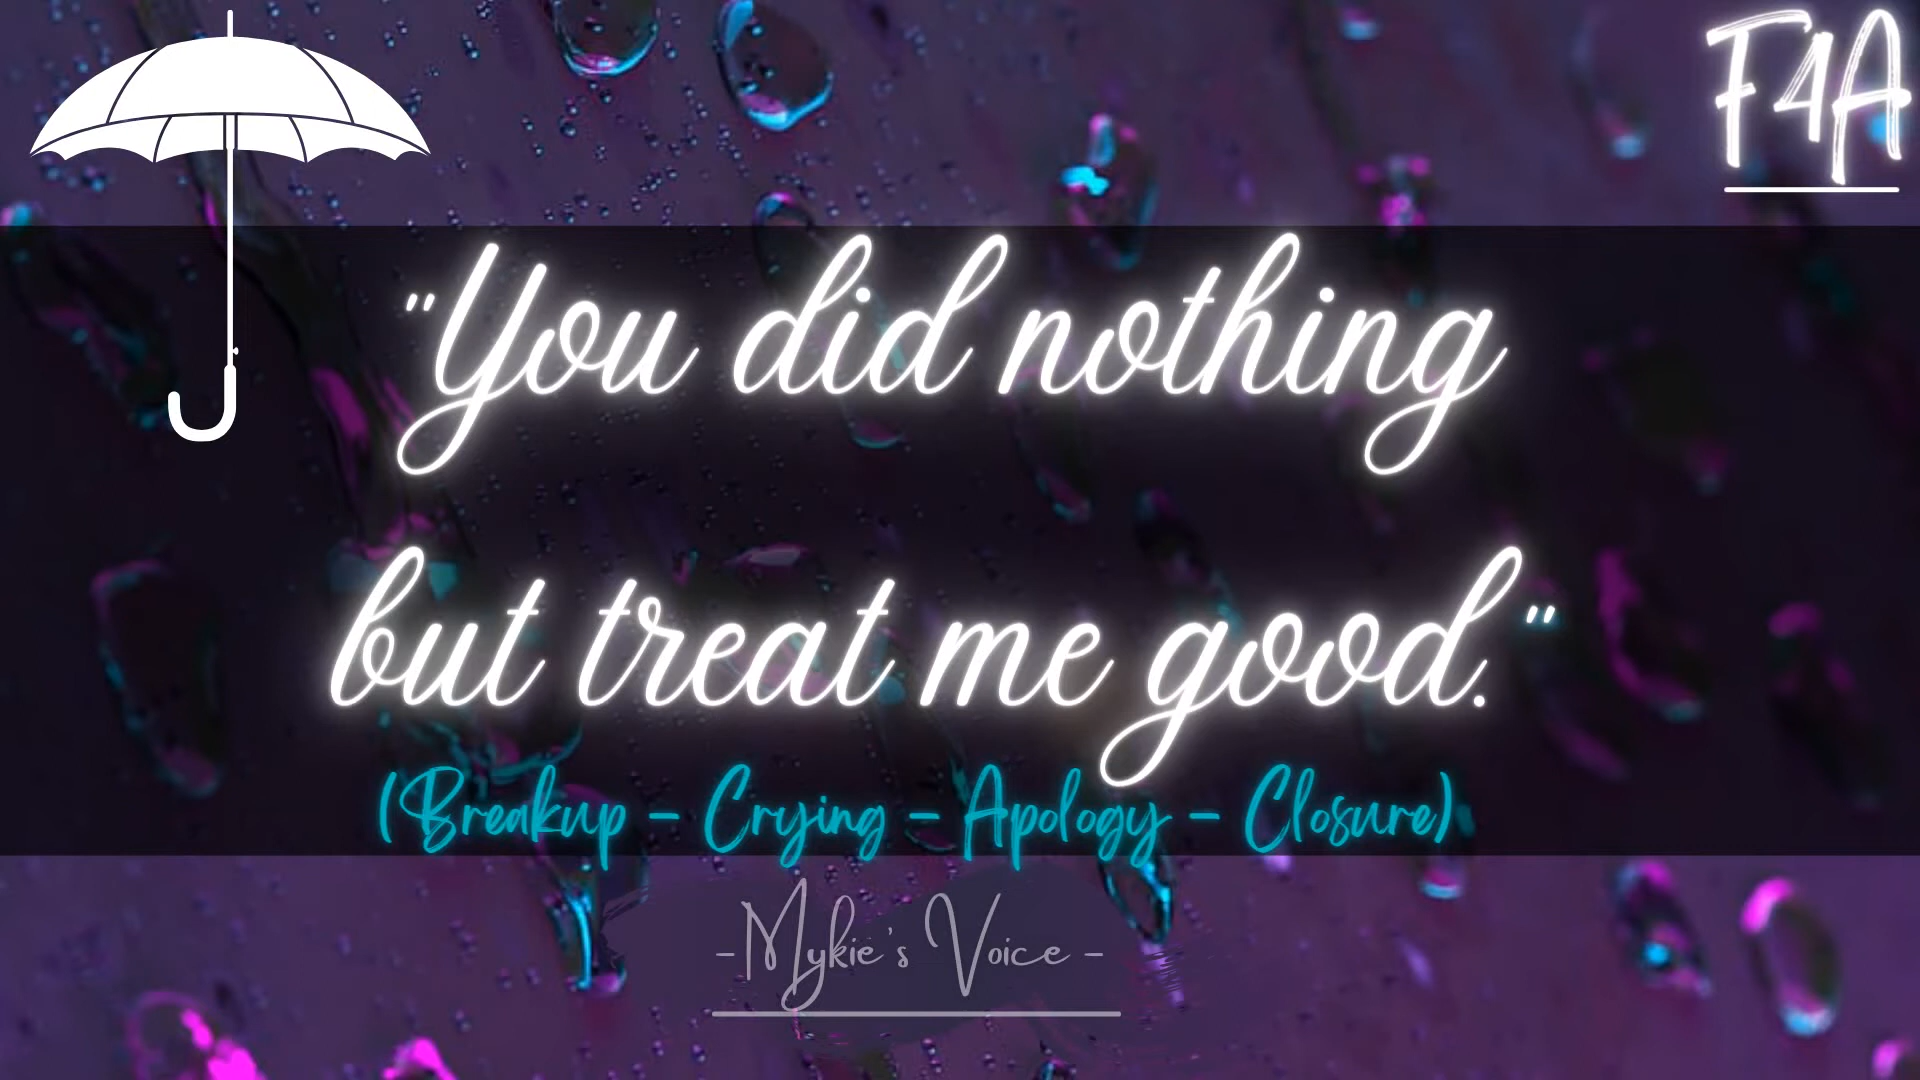 F4A
"You did nothing
but treat me good."
(Breakup - Crying - Apology - Closure)
-Mykie's Voice-